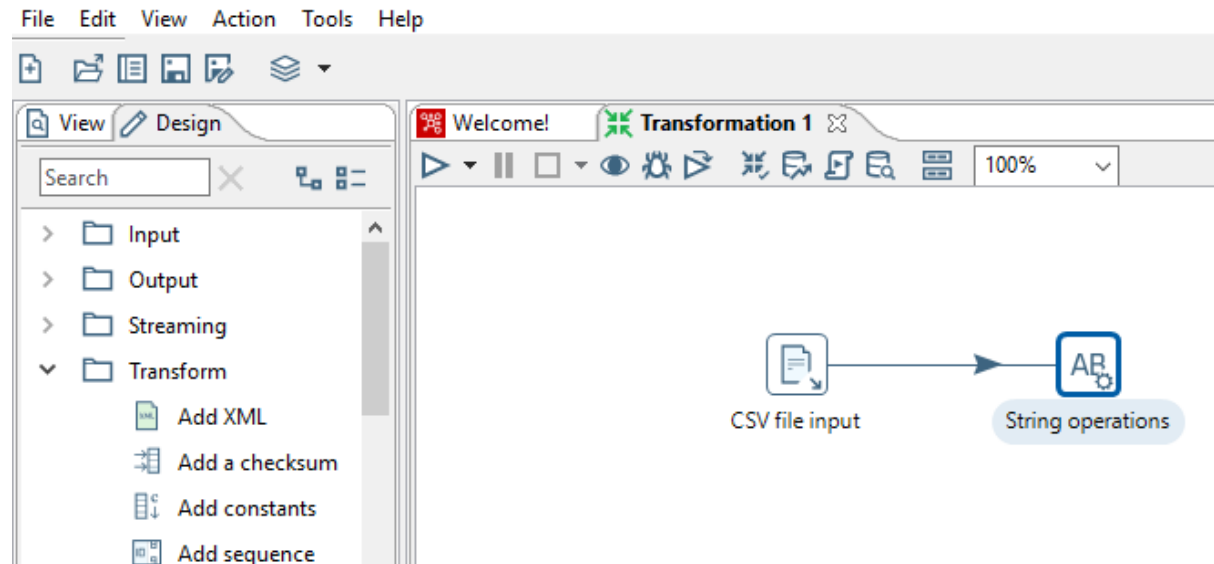 File Edit View Action Tools Help
View Design
Welcome! Transformation 1
Search
100%
Input
Output
Streaming
Transform
Add XML
Add a checksum
Add constants
Add sequence
CSV file input
AB
String operations